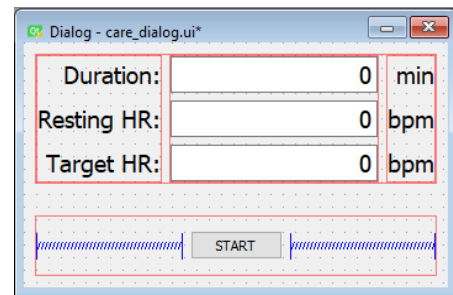 Dialog - care_dialog.ui*
Duration: 0 min
Resting HR: 0 bpm
Target HR: 0 bpm
START